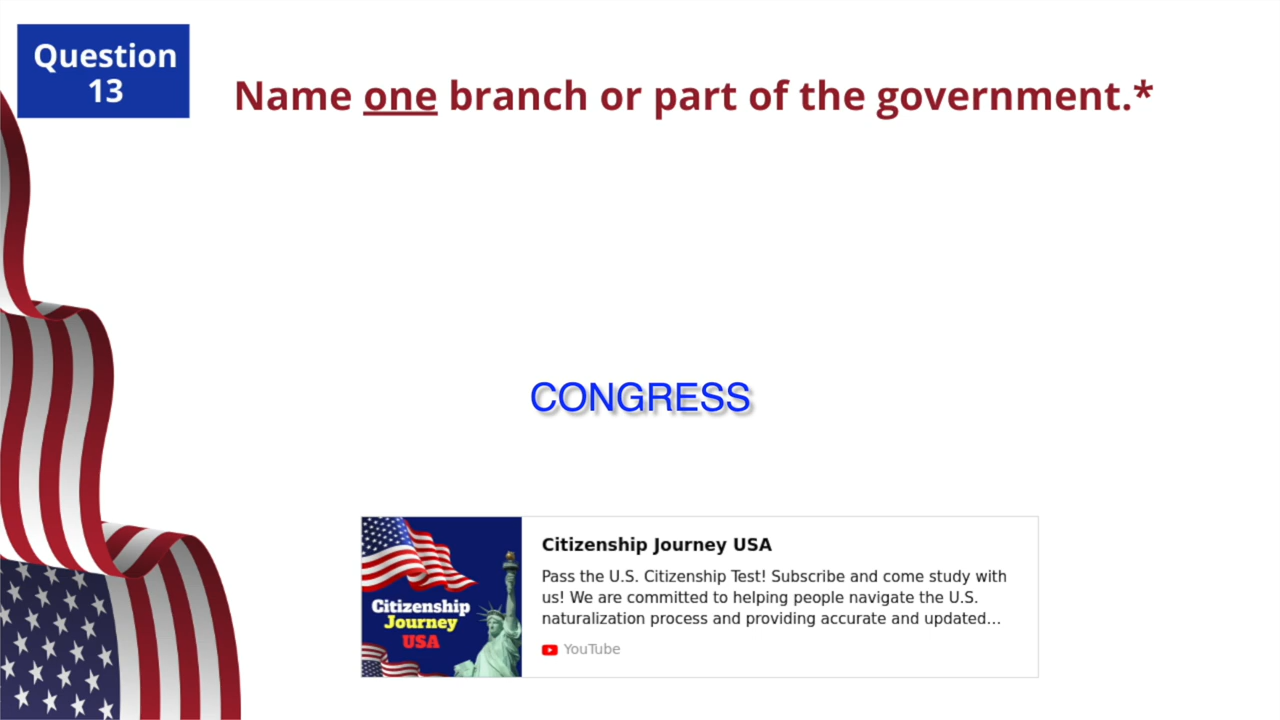 Question
13
Name one branch or part of the government.*
CONGRESS
Citizenship
Journey
USA
Citizenship Journey USA
Pass the U.S. Citizenship Test! Subscribe and come study with
us! We are committed to helping people navigate the U.S.
naturalization process and providing accurate and updated...
YouTube